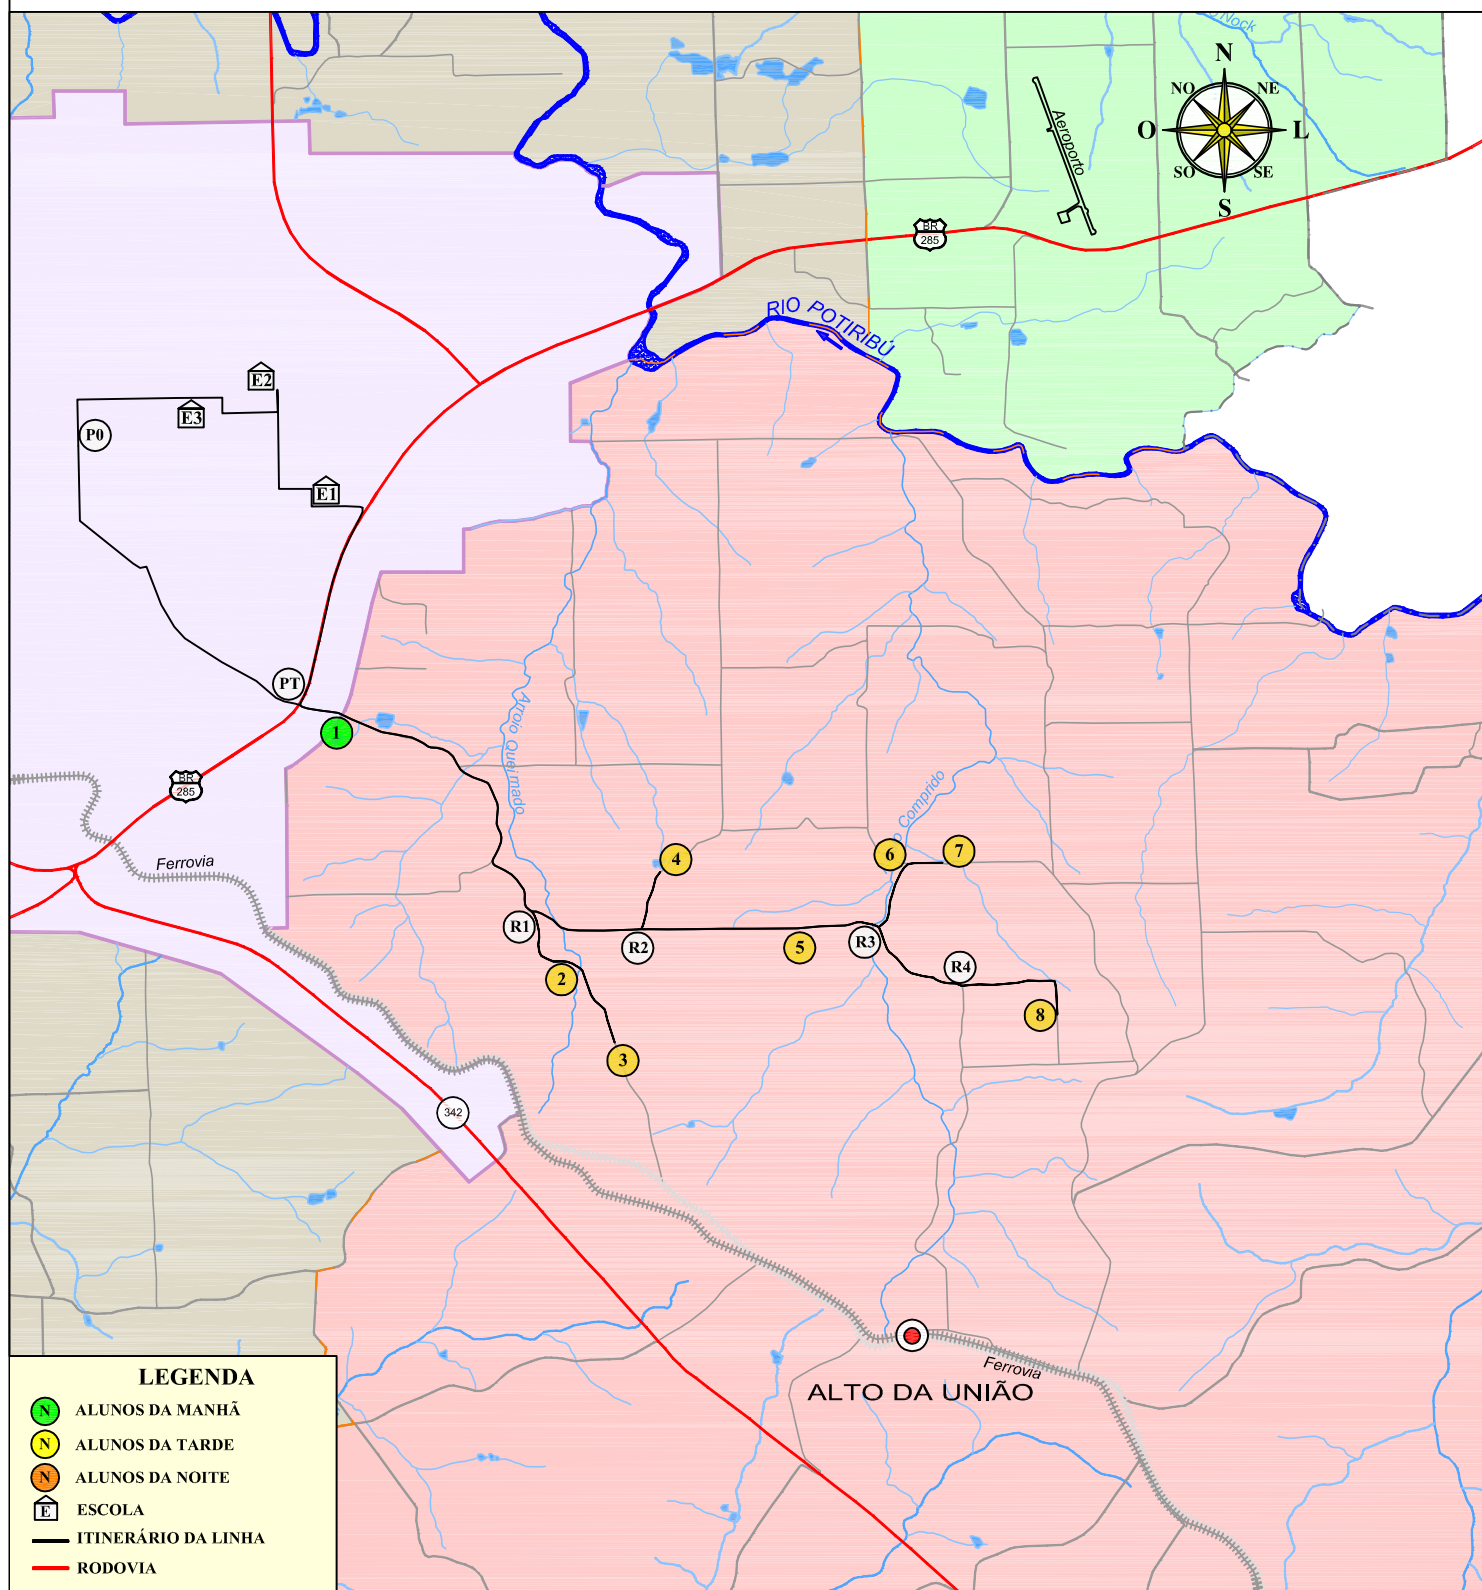 Nock
N
NO
NE
O
L
SO
SE
S
Aeroporto
BR
285
RIO POTIRIBÚ
E2
E3
P0
E1
PT
1
Arroio Queimado
BR
285
Comprido
Ferrovia
4
6
7
R1
R2
5
R3
R4
2
8
3
342
Ferrovia
ALTO DA UNIÃO
LEGENDA
N ALUNOS DA MANHÃ
N ALUNOS DA TARDE
N ALUNOS DA NOITE
E ESCOLA
ITINERÁRIO DA LINHA
RODOVIA